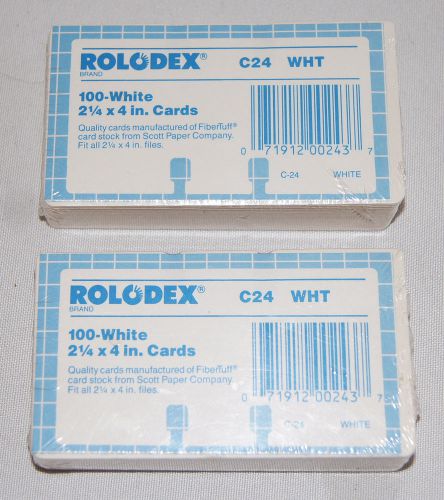 ROLODEX® C24 WHT
BRAND
100-White
2¼ x 4 in. Cards
Quality cards manufactured of FiberTuff®
card stock from Scott Paper Company.
Fit all 2¼ x 4 in. files.
0 71912 00243 7
C-24 WHITE
ROLODEX® C24 WHT
BRAND
100-White
2¼ x 4 in. Cards
Quality cards manufactured of FiberTuff®
card stock from Scott Paper Company.
Fit all 2¼ x 4 in. files.
0 71912 00243 7
C-24 WHITE